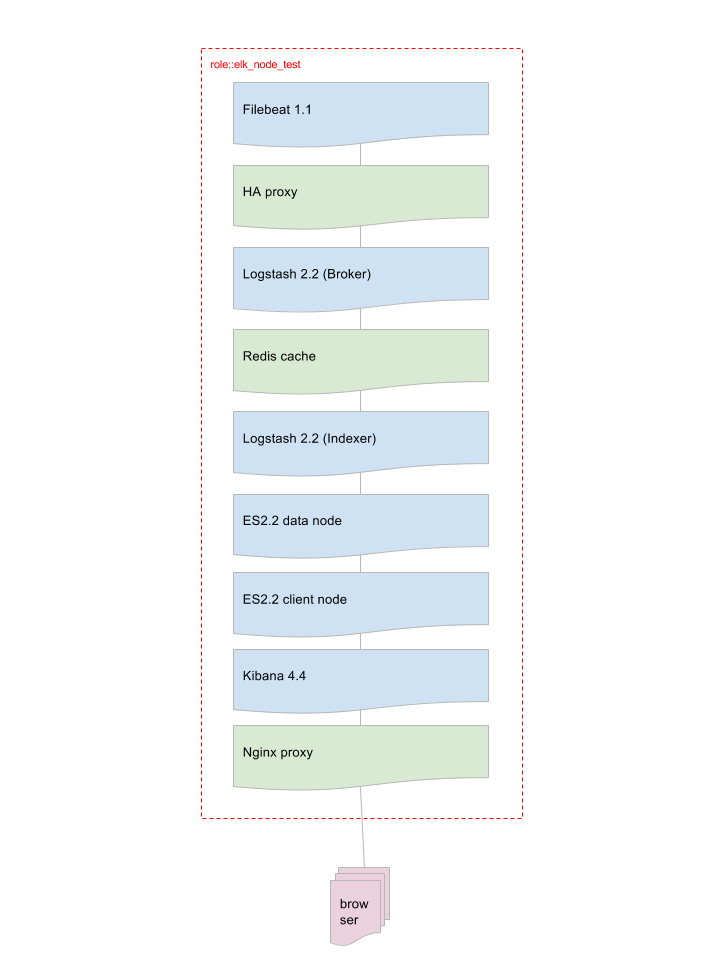 role::elk_node_test
Filebeat 1.1
HA proxy
Logstash 2.2 (Broker)
Redis cache
Logstash 2.2 (Indexer)
ES2.2 data node
ES2.2 client node
Kibana 4.4
Nginx proxy
brow
ser